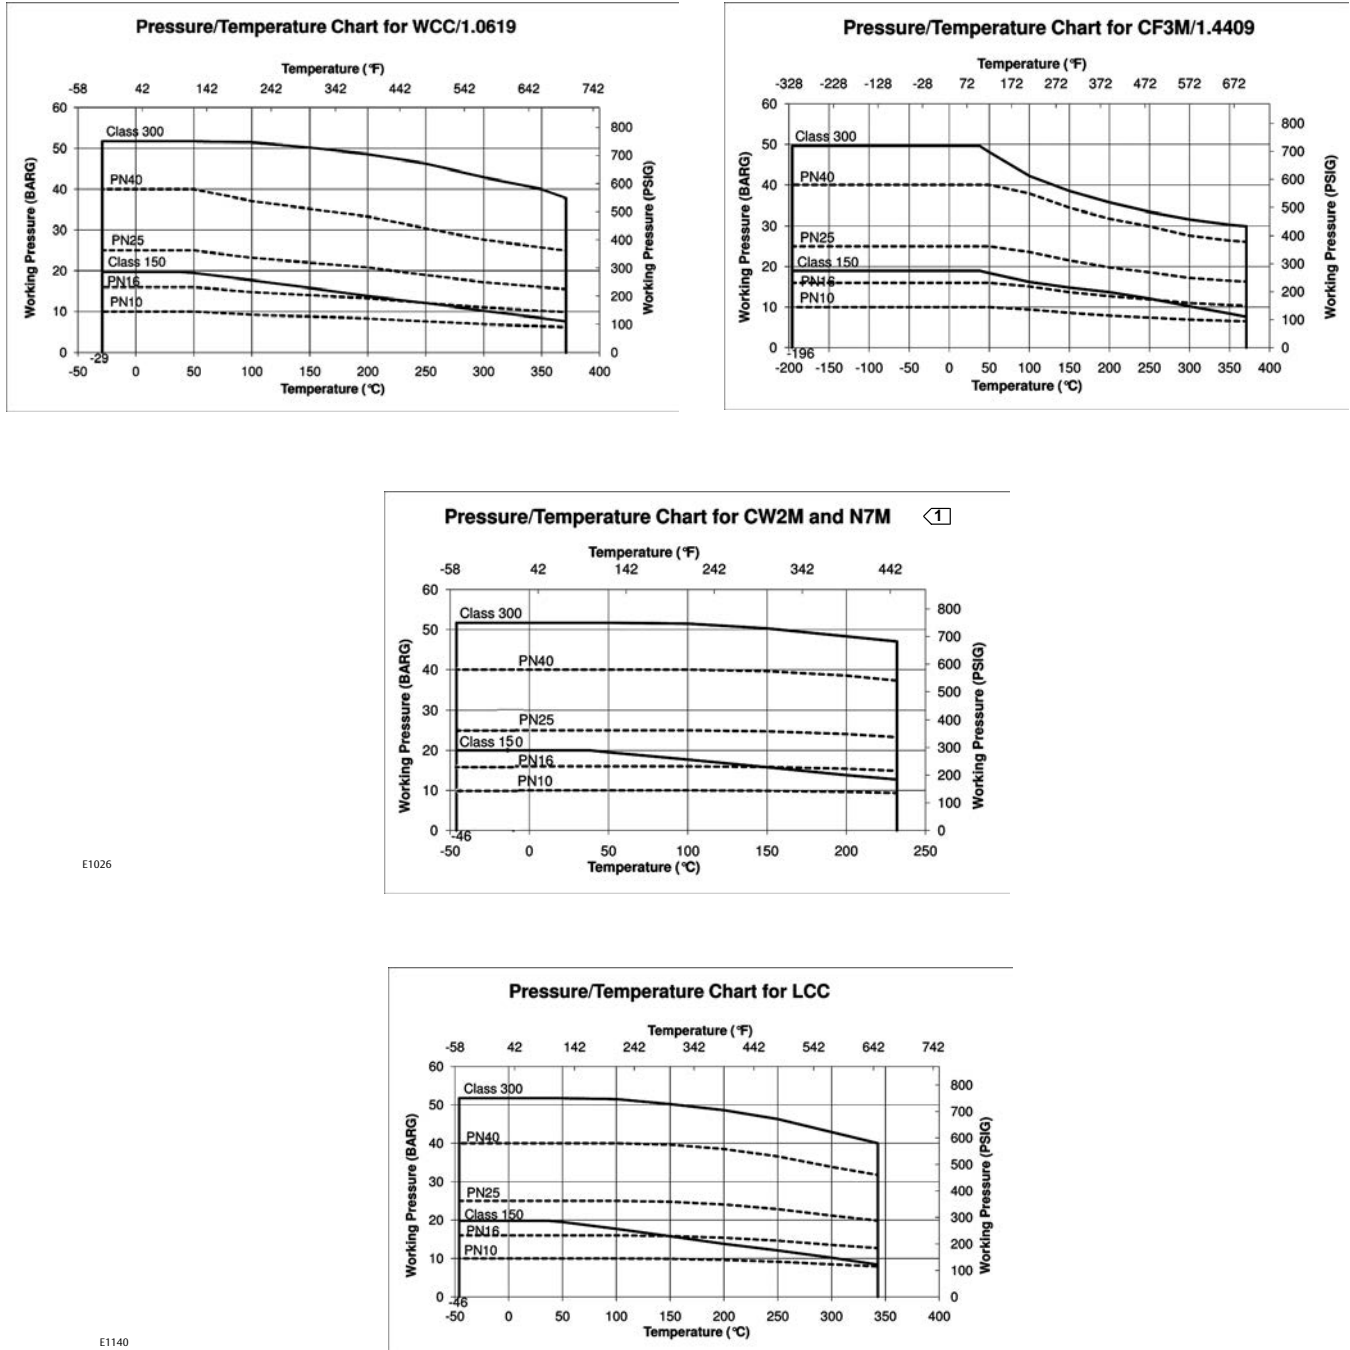 Pressure/Temperature Chart for WCC/1.0619
Temperature (°F)
-58 42 142 242 342 442 542 642 742
60
50
40
30
20
10
0
Working Pressure (BARG)
Class 300
PN40
PN25
Class 150
PN16
PN10
-29
800
700
600
500
400
300
200
100
0
Working Pressure (PSIG)
-50 0 50 100 150 200 250 300 350 400
Temperature (°C)
Pressure/Temperature Chart for CF3M/1.4409
Temperature (°F)
-328 -228 -128 -28 72 172 272 372 472 572 672
60
50
40
30
20
10
0
Working Pressure (BARG)
Class 300
PN40
PN25
Class 150
PN16
PN10
-196
800
700
600
500
400
300
200
100
0
Working Pressure (PSIG)
-200 -150 -100 -50 0 50 100 150 200 250 300 350 400
Temperature (°C)
Pressure/Temperature Chart for CW2M and N7M 1
Temperature (°F)
-58 42 142 242 342 442
60
50
40
30
20
10
0
Working Pressure (BARG)
Class 300
PN40
PN25
Class 150
PN16
PN10
-46
800
700
600
500
400
300
200
100
0
Working Pressure (PSIG)
-50 0 50 100 150 200 250
Temperature (°C)
E1026
Pressure/Temperature Chart for LCC
Temperature (°F)
-58 42 142 242 342 442 542 642 742
60
50
40
30
20
10
0
Working Pressure (BARG)
Class 300
PN40
PN25
Class 150
PN16
PN10
-46
800
700
600
500
400
300
200
100
0
Working Pressure (PSIG)
-50 0 50 100 150 200 250 300 350 400
Temperature (°C)
E1140